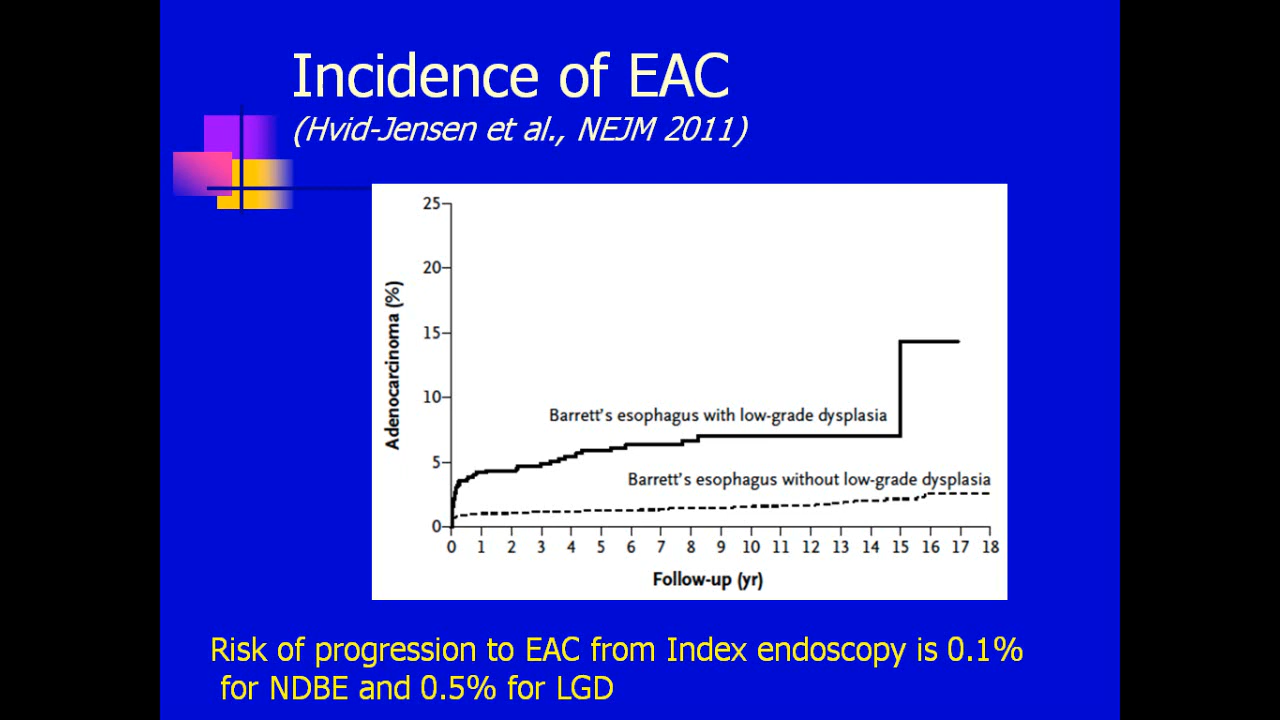 Incidence of EAC
(Hvid-Jensen et al., NEJM 2011)
25
20
15
10
5
0
Adenocarcinoma (%)
Barrett's esophagus with low-grade dysplasia
Barrett's esophagus without low-grade dysplasia
0 1 2 3 4 5 6 7 8 9 10 11 12 13 14 15 16 17 18
Follow-up (yr)
Risk of progression to EAC from Index endoscopy is 0.1%
for NDBE and 0.5% for LGD